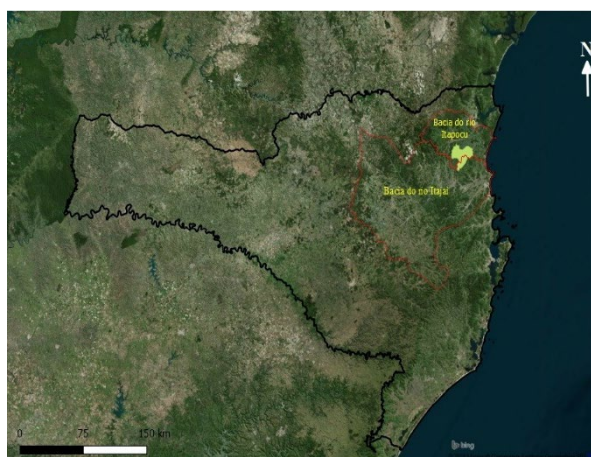 N
Bacia do rio
Itapocu
Bacia do rio Itajaí
0 75 150 km
bing